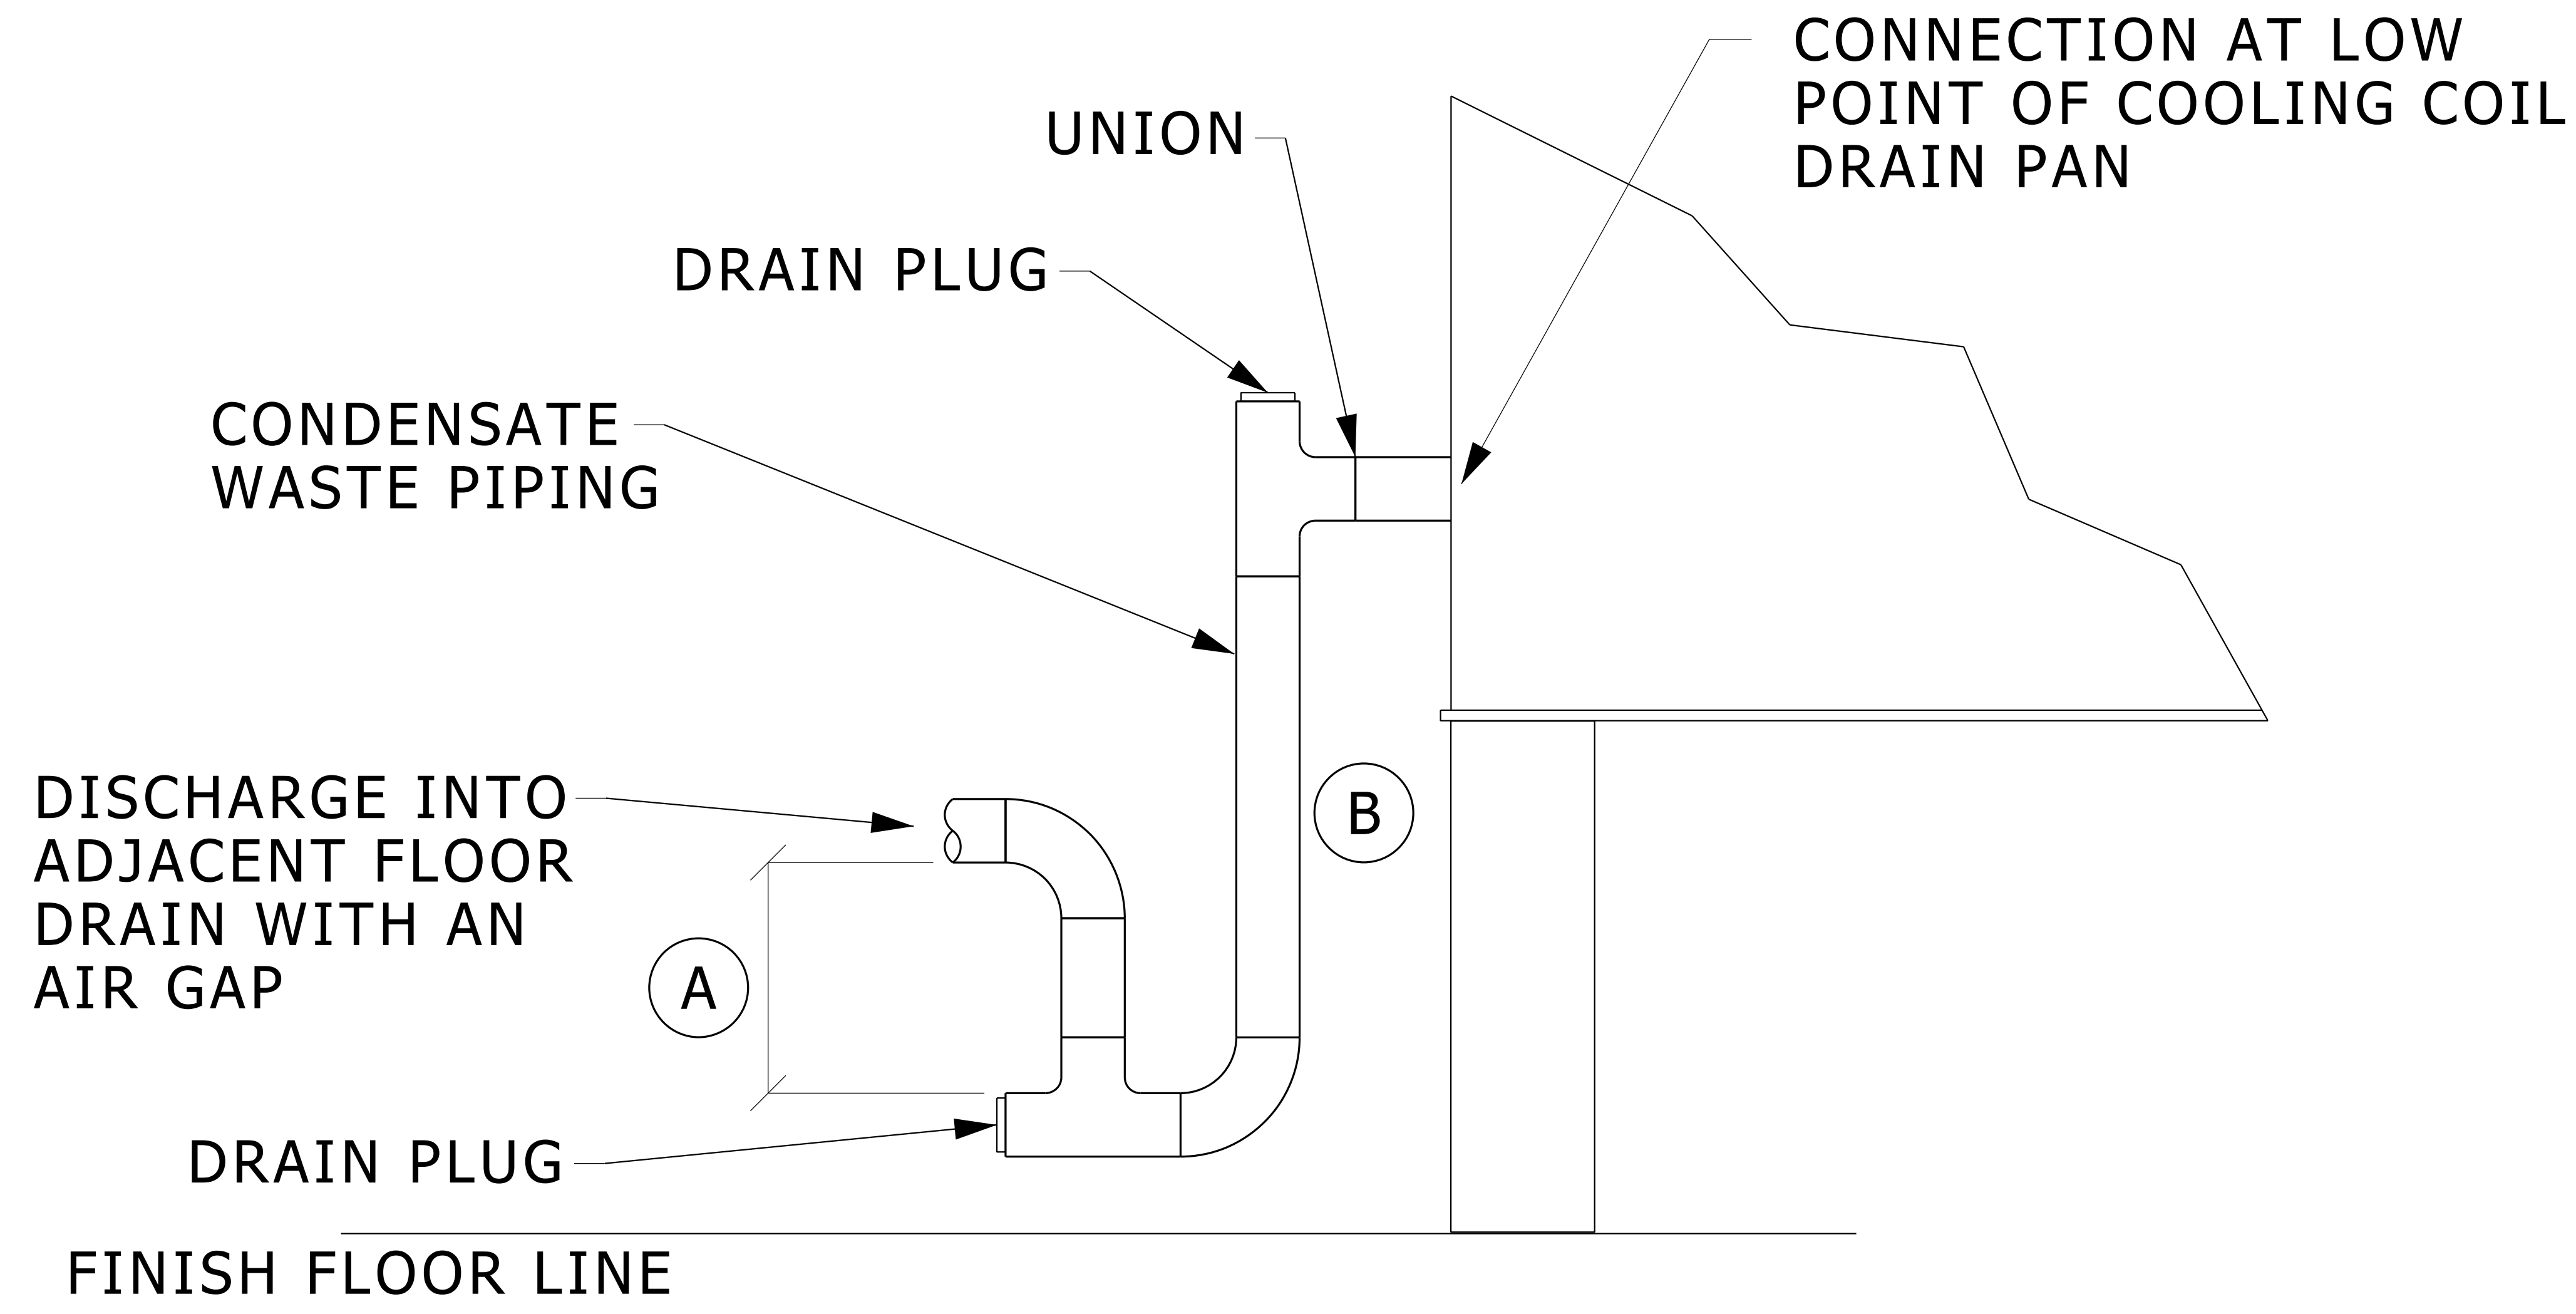 CONNECTION AT LOW
POINT OF COOLING COIL
DRAIN PAN
UNION
DRAIN PLUG
CONDENSATE
WASTE PIPING
DISCHARGE INTO
ADJACENT FLOOR
DRAIN WITH AN
AIR GAP
B
A
DRAIN PLUG
FINISH FLOOR LINE